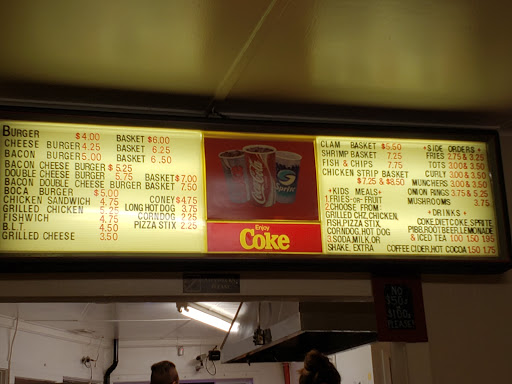 BURGER $4.00 BASKET $6.00
CHEESE BURGER 4.25 BASKET 6.25
BACON BURGER 5.00 BASKET 6.50
BACON CHEESE BURGER $5.25
DOUBLE CHEESE BURGER 5.75 BASKET $7.00
BACON DOUBLE CHEESE BURGER BASKET 7.50
BOCA BURGER $5.00
CHICKEN SANDWICH 4.75 CONEY $4.75
GRILLED CHICKEN 5.25 LONG HOT DOG 3.75
FISHWICH 4.75 CORNDOG 2.25
B.L.T. 4.50 PIZZA STIX 2.25
GRILLED CHEESE 3.50
Coca-Cola
Sprite
Enjoy
Coke
CLAM BASKET $5.50
SHRIMP BASKET 7.25
FISH & CHIPS 7.75
CHICKEN STRIP BASKET
$7.25 & $8.50
KIDS MEALS:
1.FRIES-OR-FRUIT
2.CHOOSE FROM
GRILLED CHZ, CHICKEN,
FISH, PIZZA STIX,
CORNDOG, HOT DOG
3.SODA, MILK, OR
SHAKE, EXTRA
SIDE ORDERS
FRIES 2.75 & 3.25
TOTS 3.00 & 3.50
CURLY 3.00 & 3.50
MUNCHERS 3.00 & 3.50
ONION RINGS 3.75 & 5.25
MUSHROOMS 3.75
DRINKS
COKE, DIET COKE, SPRITE
PIBB, ROOT BEER, LEMONADE
& ICED TEA 1.00 1.50 1.95
COFFEE CIDER, HOT COCOA 1.50 1.75
NO
$50s
OR
$100s
PLEASE!